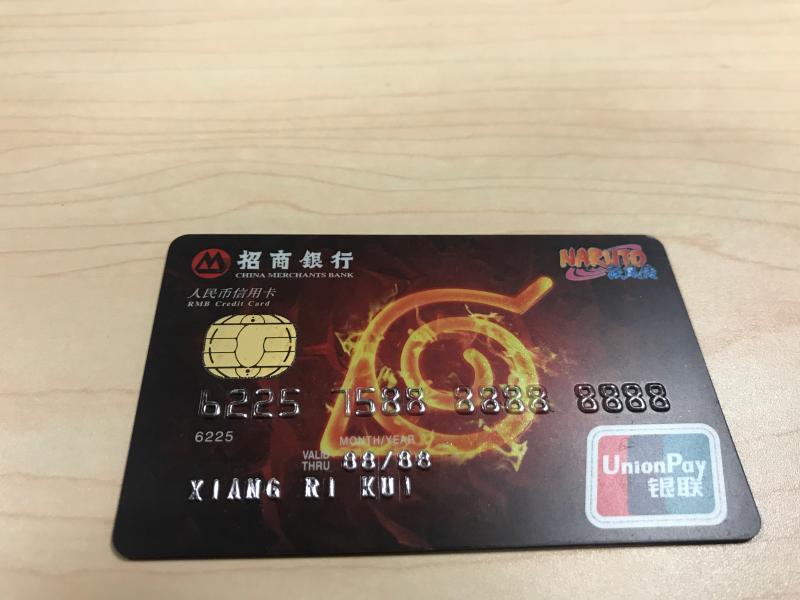 招商银行
CHINA MERCHANTS BANK
NARUTO
人民币信用卡
RMB Credit Card
6225 7588 8888 8888
6225
MONTH/YEAR
VALID THRU 88/88
XIANG RI KUI
UnionPay
银联